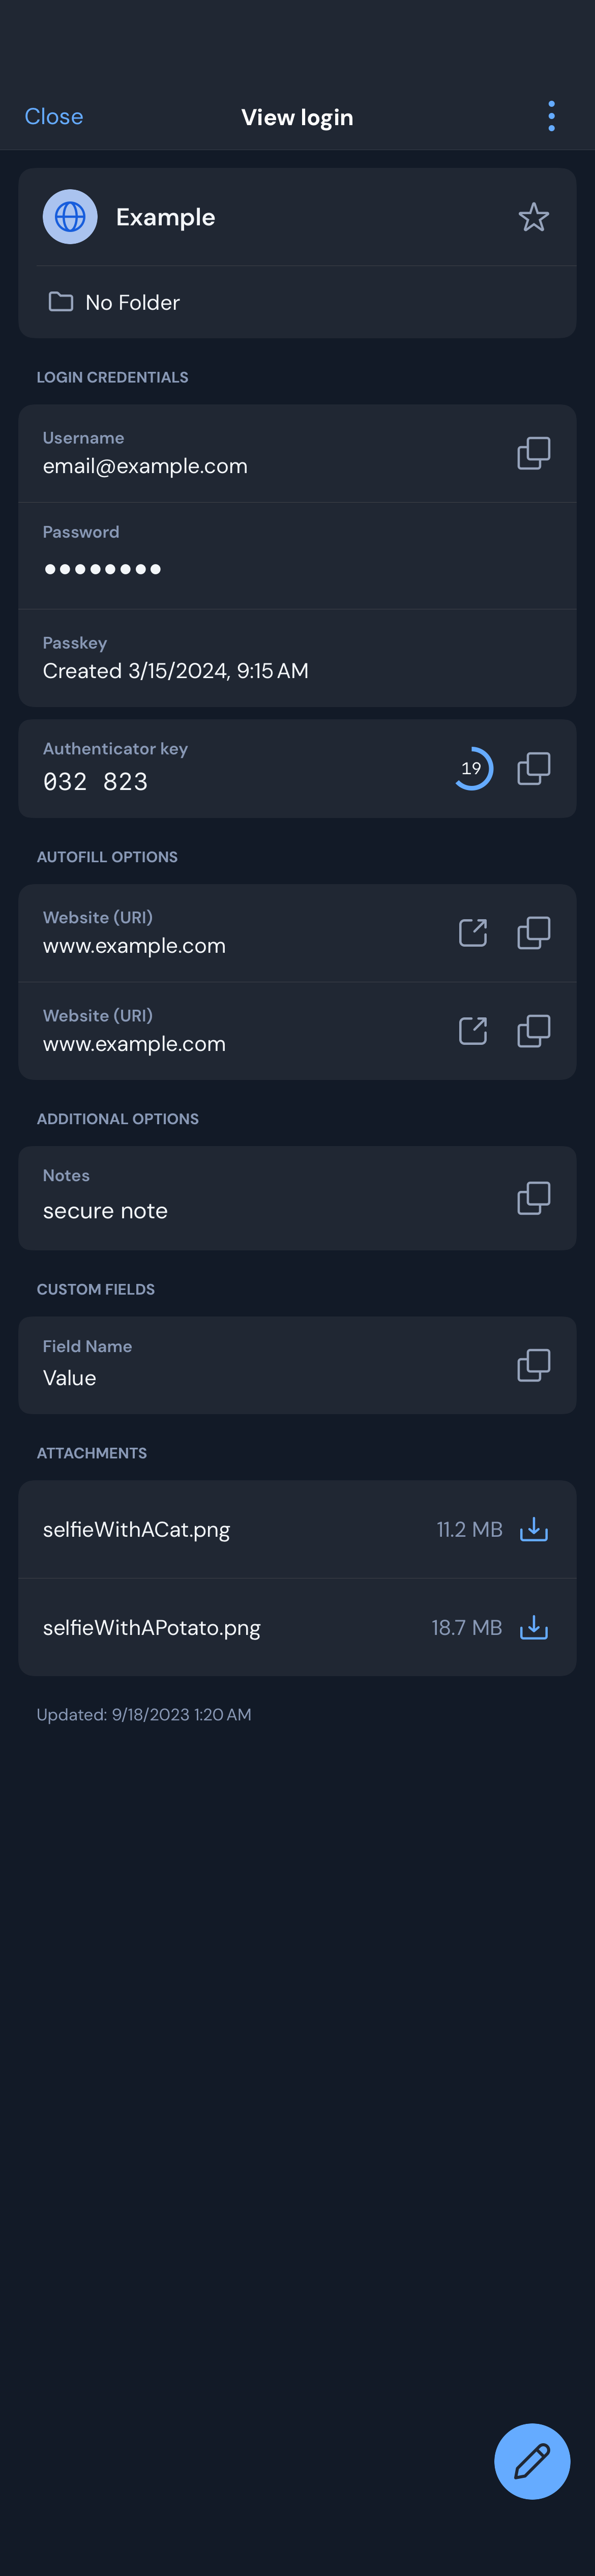 Close
View login
Example
No Folder
LOGIN CREDENTIALS
Username
email@example.com
Password
●●●●●●●●
Passkey
Created 3/15/2024, 9:15 AM
Authenticator key
032 823
19
AUTOFILL OPTIONS
Website (URI)
www.example.com
Website (URI)
www.example.com
ADDITIONAL OPTIONS
Notes
secure note
CUSTOM FIELDS
Field Name
Value
ATTACHMENTS
selfieWithACat.png 11.2 MB
selfieWithAPotato.png 18.7 MB
Updated: 9/18/2023 1:20 AM